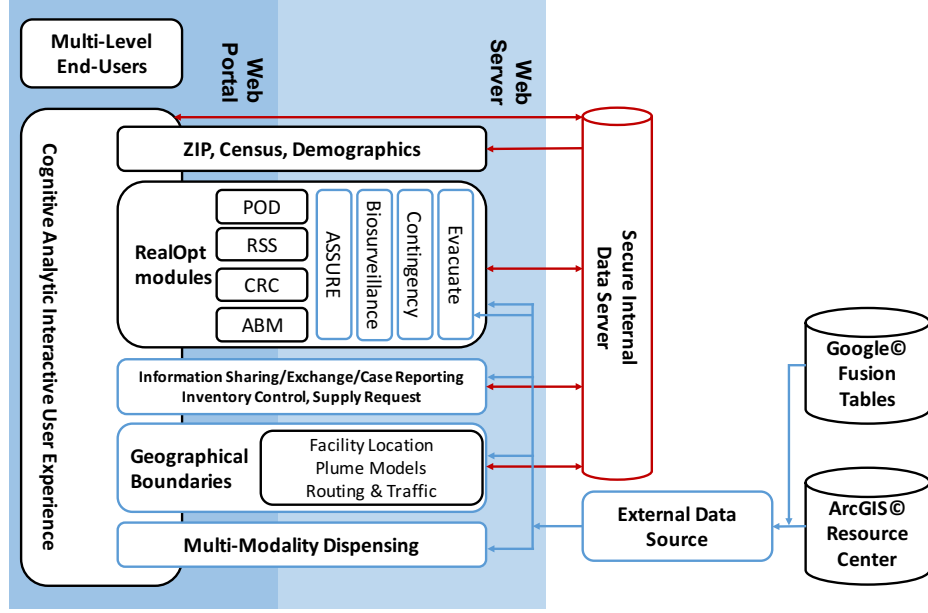 Multi-Level
End-Users
Web
Portal
Web
Server
Cognitive Analytic Interactive User Experience
ZIP, Census, Demographics
RealOpt
modules
POD
RSS
CRC
ABM
ASSURE
Biosurveillance
Contingency
Evacuate
Information Sharing/Exchange/Case Reporting
Inventory Control, Supply Request
Geographical
Boundaries
Facility Location
Plume Models
Routing & Traffic
Multi-Modality Dispensing
Secure Internal
Data Server
External Data
Source
Google©
Fusion
Tables
ArcGIS©
Resource
Center